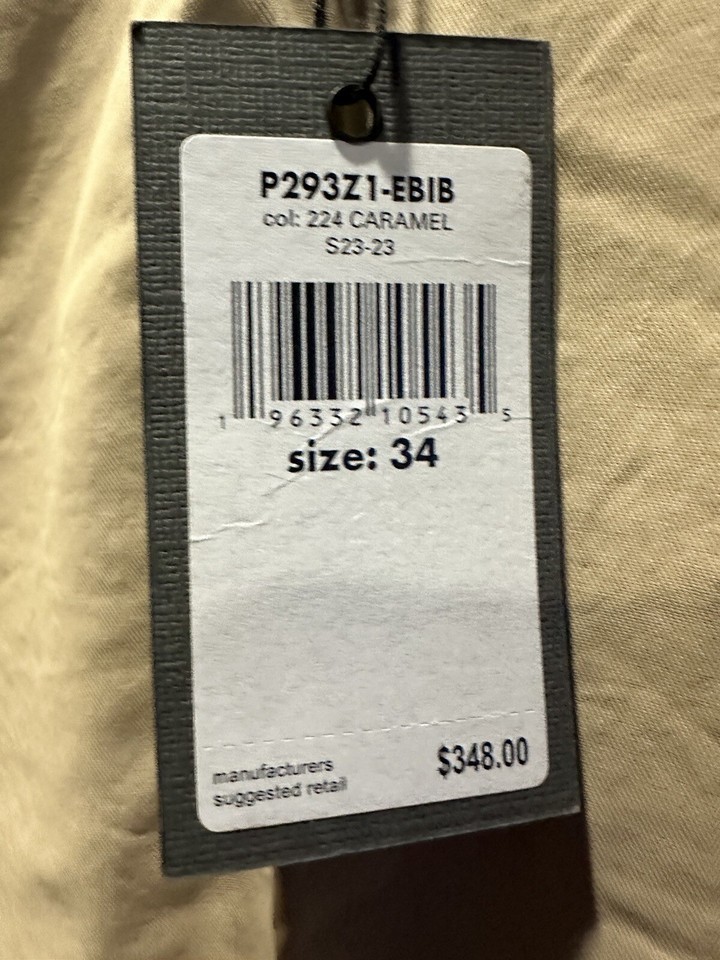 P293Z1-EBIB
col: 224 CARAMEL
S23-23
1 96332 10543 5
size: 34
manufacturers
suggested retail
$348.00